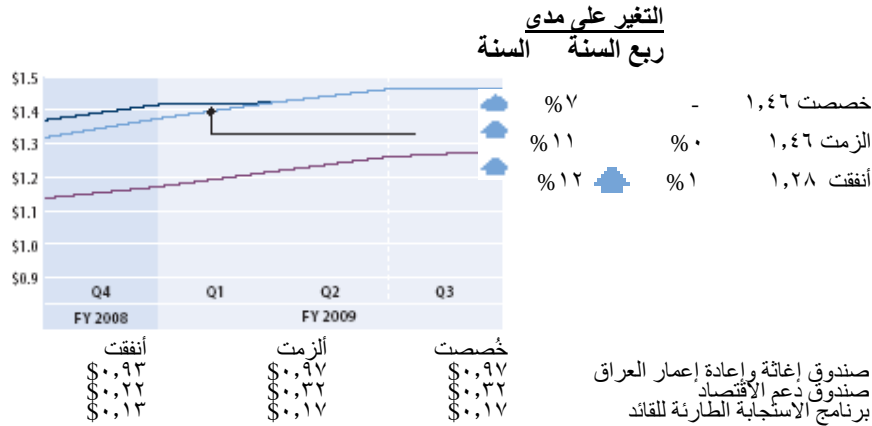 التغير على مدى
ربع السنة السنة
خصصت ١,٤٦ - ٧%
الزمت ١,٤٦ ٠% ١١%
أنفقت ١,٢٨ ١% ١٢%
$1.5
$1.4
$1.3
$1.2
$1.1
$1.0
$0.9
Q4 Q1 Q2 Q3
FY 2008 FY 2009
خُصصت ألزمت أنفقت
صندوق إغاثة وإعادة إعمار العراق $٠,٩٧ $٠,٩٧ $٠,٩٣
صندوق دعم الاقتصاد $٠,٣٢ $٠,٣٢ $٠,٢٢
برنامج الاستجابة الطارئة للقائد $٠,١٧ $٠,١٧ $٠,١٣